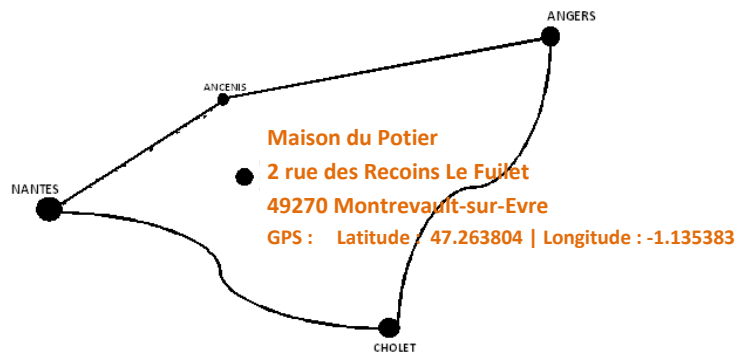 ANGERS
ANCENIS
Maison du Potier
2 rue des Recoins Le Fuilet
NANTES
49270 Montrevault-sur-Evre
GPS : Latitude : 47.263804 | Longitude : -1.135383
CHOLET